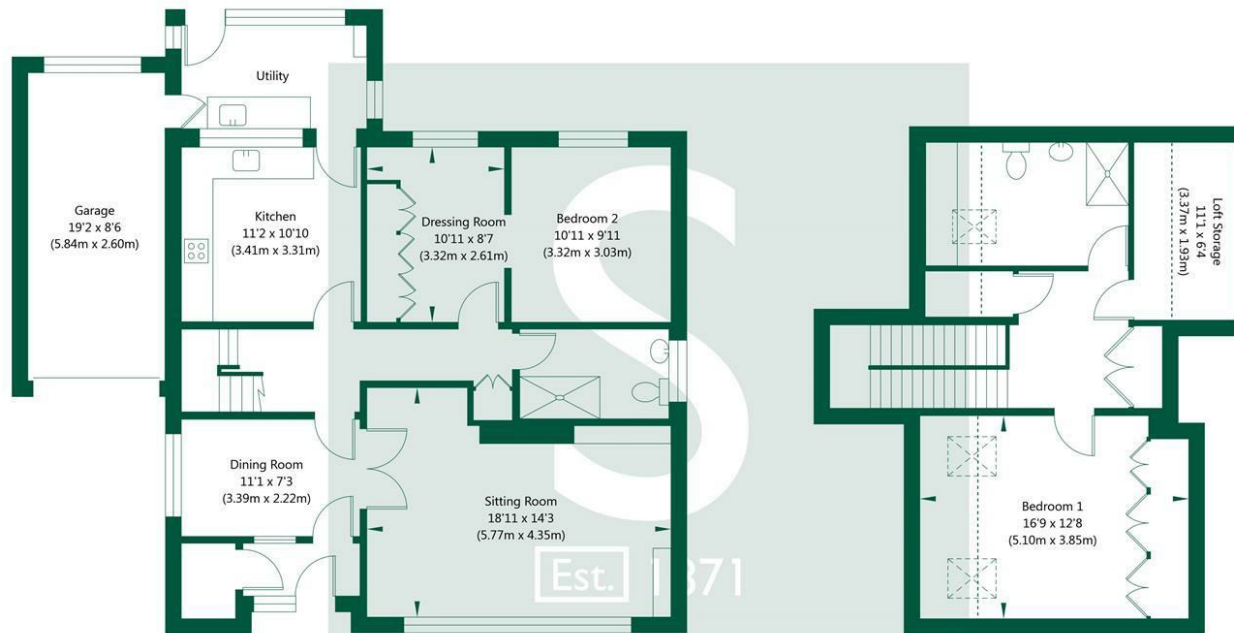 Utility
Garage
19'2 x 8'6
(5.84m x 2.60m)
Kitchen
11'2 x 10'10
(3.41m x 3.31m)
Dressing Room
10'11 x 8'7
(3.32m x 2.61m)
Bedroom 2
10'11 x 9'11
(3.32m x 3.03m)
Dining Room
11'1 x 7'3
(3.39m x 2.22m)
Sitting Room
18'11 x 14'3
(5.77m x 4.35m)
Loft Storage
11'1 x 6'4
(3.37m x 1.93m)
Bedroom 1
16'9 x 12'8
(5.10m x 3.85m)
S
Est. 1871